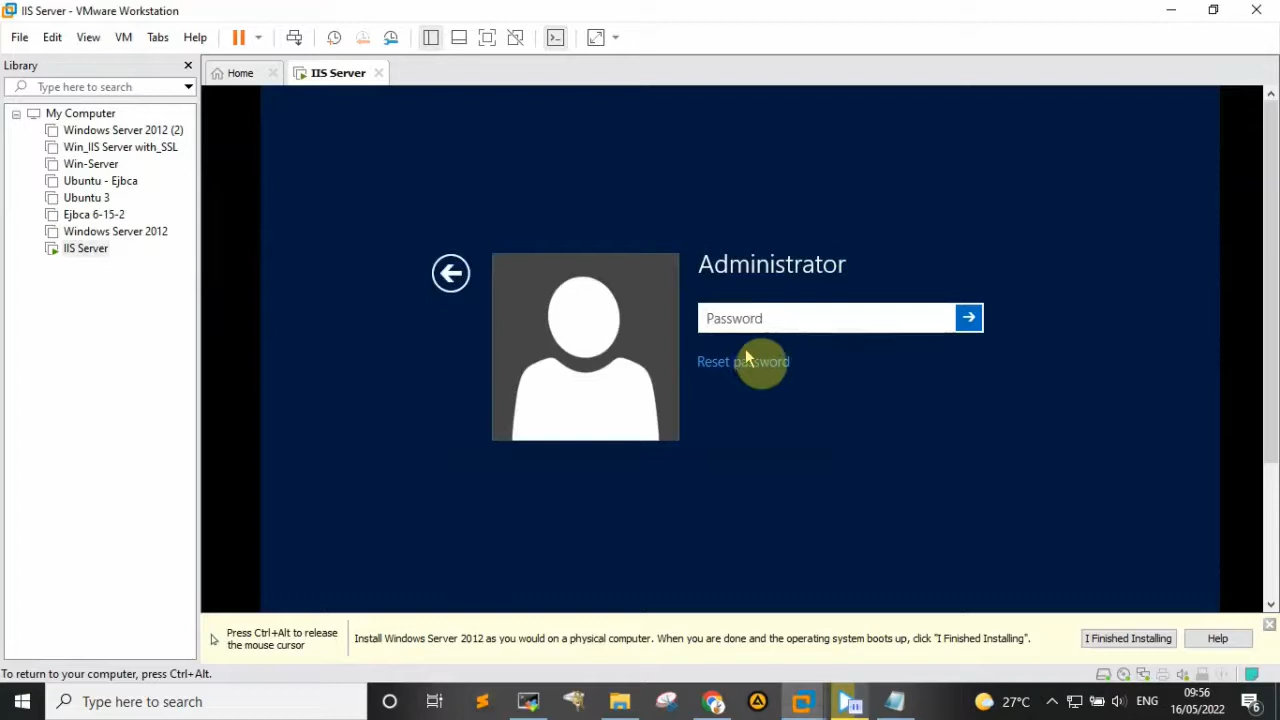 IIS Server - VMware Workstation
File Edit View VM Tabs Help
Library
Type here to search
Home
IIS Server
My Computer
Windows Server 2012 (2)
Win_IIS Server with_SSL
Win-Server
Ubuntu - Ejbca
Ubuntu 3
Ejbca 6-15-2
Windows Server 2012
IIS Server
Administrator
Password
Reset password
Press Ctrl+Alt to release
the mouse cursor
Install Windows Server 2012 as you would on a physical computer. When you are done and the operating system boots up, click "I Finished Installing".
I Finished Installing
Help
To return to your computer, press Ctrl+Alt.
Type here to search
27°C
ENG
09:56
16/05/2022
6